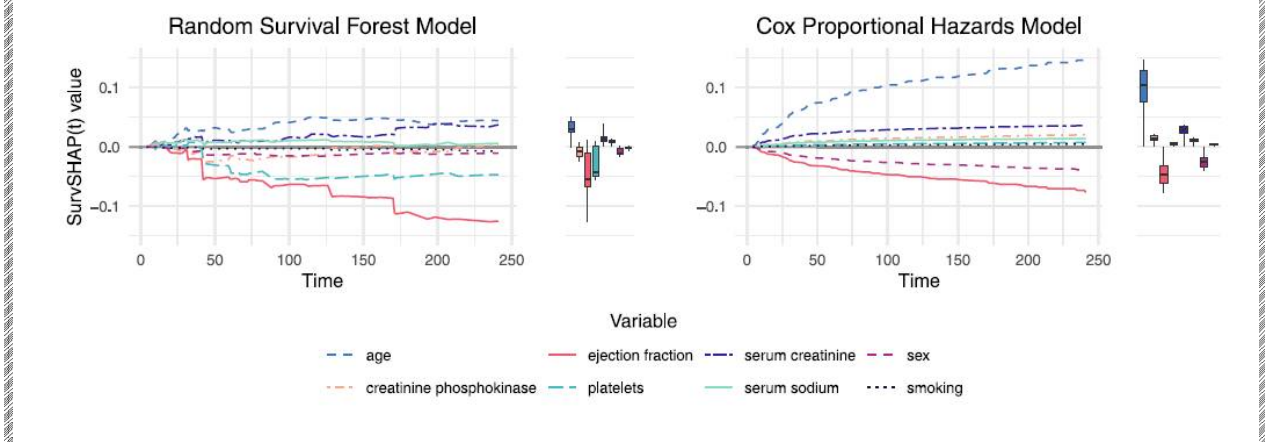 Random Survival Forest Model
Cox Proportional Hazards Model
SurvSHAP(t) value
0.1
0.0
−0.1
0.1
0.0
−0.1
0 50 100 150 200 250
0 50 100 150 200 250
Time
Time
Variable
age ejection fraction serum creatinine sex
creatinine phosphokinase platelets serum sodium smoking